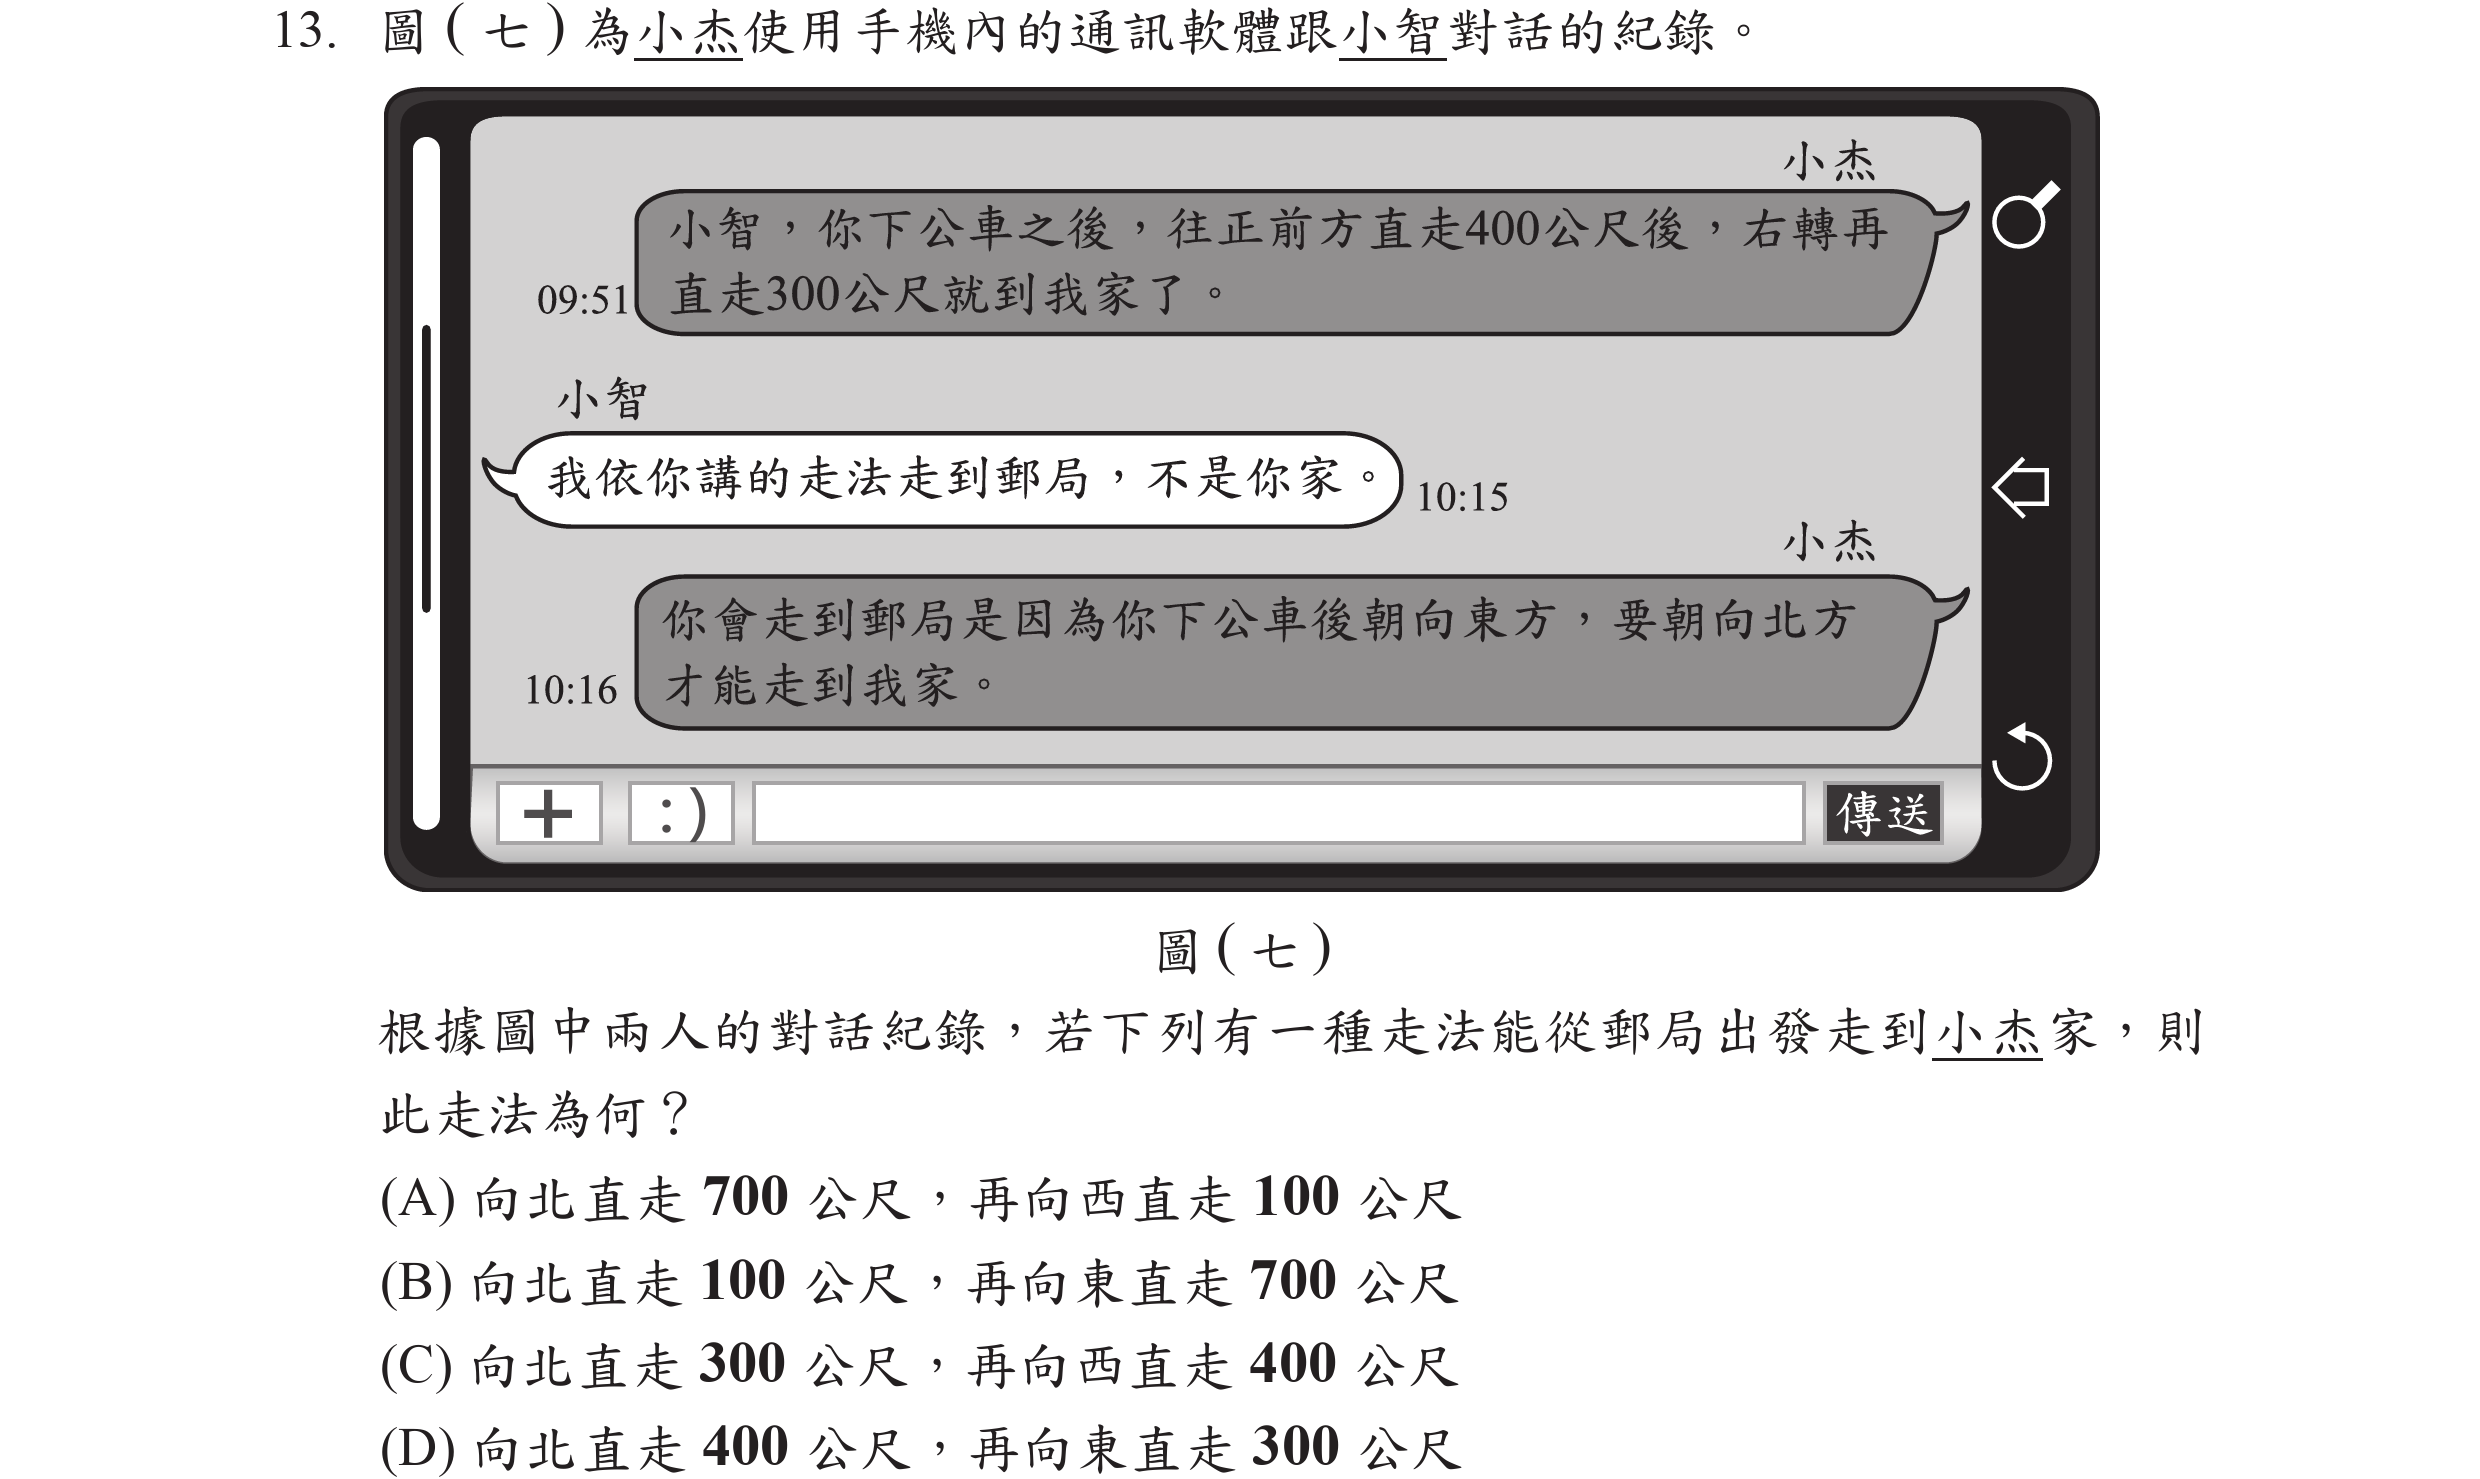 13. 圖(七)為小杰使用手機內的通訊軟體跟小智對話的紀錄。
小杰
小智，你下公車之後，往正前方直走400公尺後，右轉再
直走300公尺就到我家了。
09:51
小智
我依你講的走法走到郵局，不是你家。
10:15
小杰
你會走到郵局是因為你下公車後朝向東方，要朝向北方
才能走到我家。
10:16
+ :) 傳送
圖(七)
根據圖中兩人的對話紀錄，若下列有一種走法能從郵局出發走到小杰家，則
此走法為何？
(A) 向北直走 700 公尺，再向西直走 100 公尺
(B) 向北直走 100 公尺，再向東直走 700 公尺
(C) 向北直走 300 公尺，再向西直走 400 公尺
(D) 向北直走 400 公尺，再向東直走 300 公尺